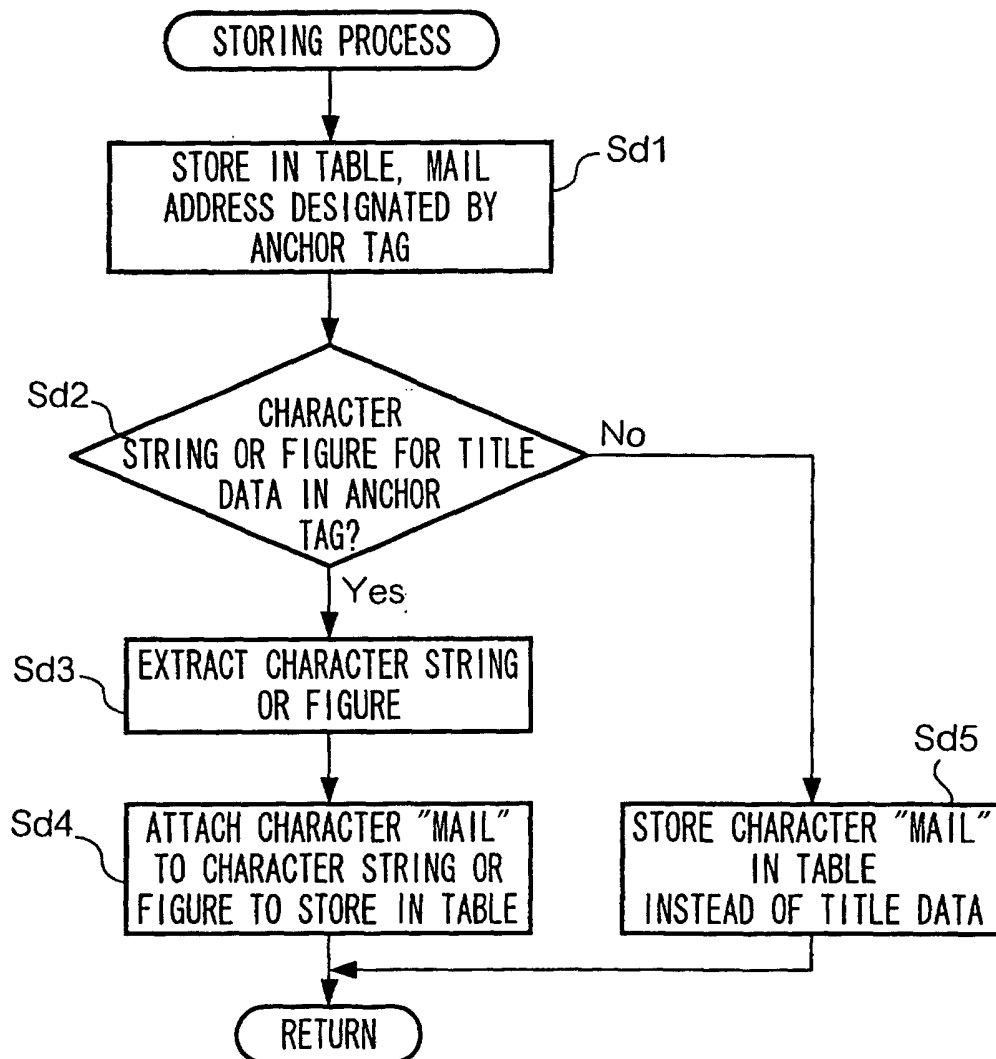 STORING PROCESS
Sd1
STORE IN TABLE, MAIL
ADDRESS DESIGNATED BY
ANCHOR TAG
Sd2
CHARACTER
STRING OR FIGURE FOR TITLE
DATA IN ANCHOR
TAG?
No
Yes
Sd3
EXTRACT CHARACTER STRING
OR FIGURE
Sd4
ATTACH CHARACTER "MAIL"
TO CHARACTER STRING OR
FIGURE TO STORE IN TABLE
Sd5
STORE CHARACTER "MAIL"
IN TABLE
INSTEAD OF TITLE DATA
RETURN